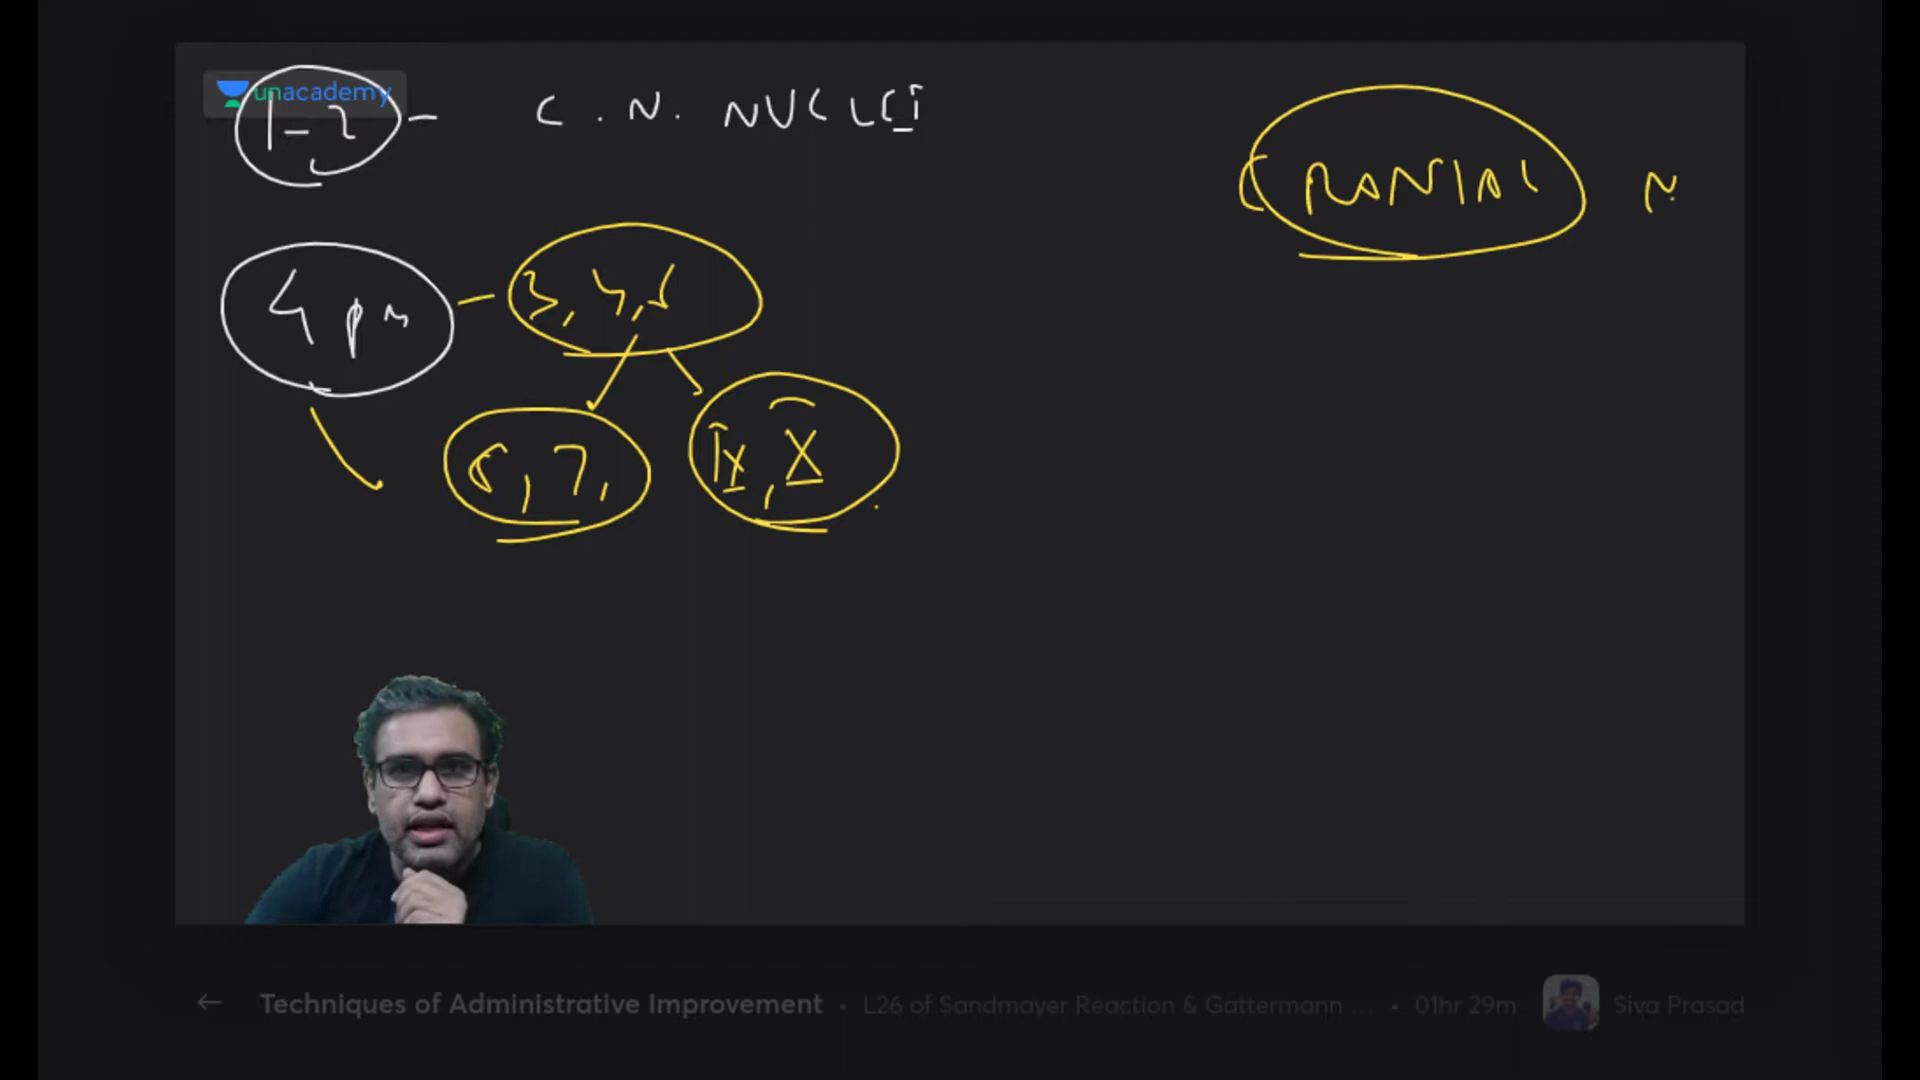 unacademy
1-2 - C.N. NUCLEI
CRANIAL N.
4 pm - 3, 4, 6
8, 7,
IX, X
← Techniques of Administrative Improvement • L26 of Sandmayer Reaction & Gattermann .... • 01hr 29m Siva Prasad